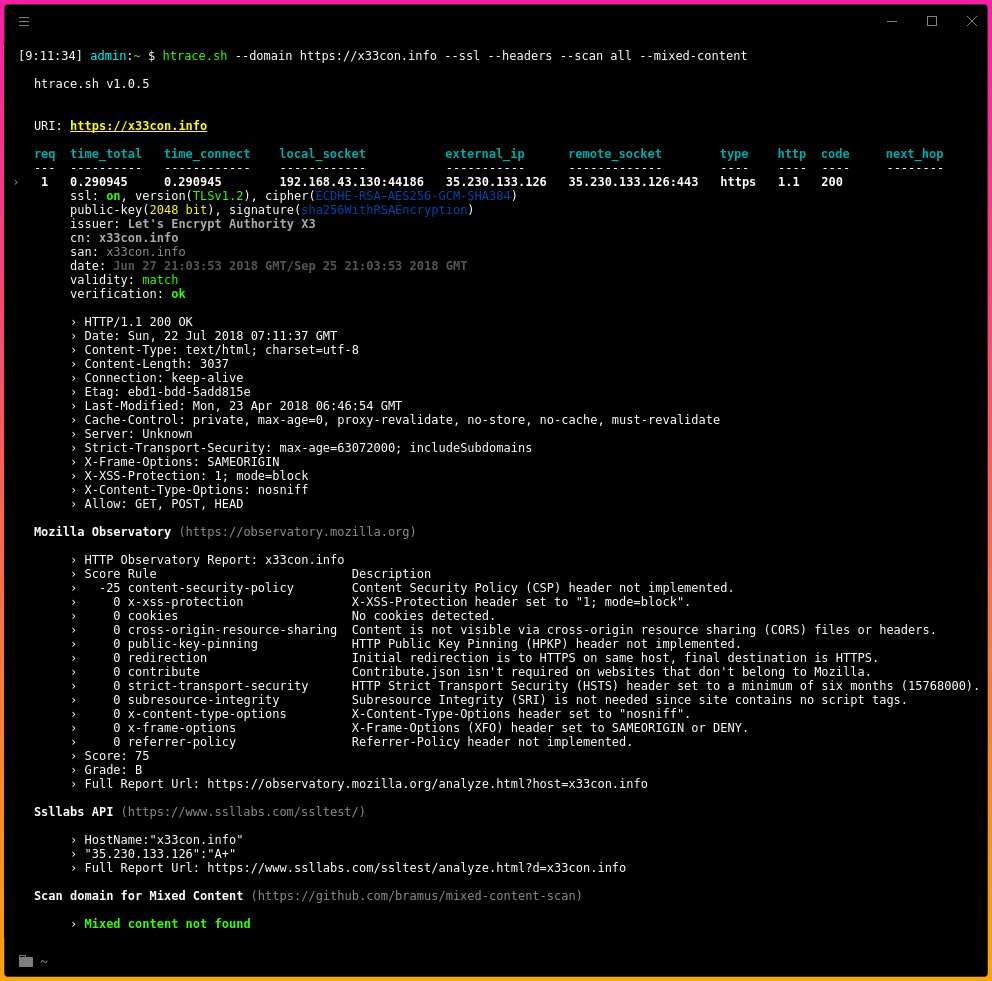 [9:11:34] admin:~ $ htrace.sh --domain https://x33con.info --ssl --headers --scan all --mixed-content
htrace.sh v1.0.5
URI: https://x33con.info
req time_total time_connect local_socket external_ip remote_socket type http code next_hop
--- ---------- ------------ ------------ ----------- ------------- ---- ---- ---- --------
› 1 0.290945 0.290945 192.168.43.130:44186 35.230.133.126 35.230.133.126:443 https 1.1 200
ssl: on, version(TLSv1.2), cipher(ECDHE-RSA-AES256-GCM-SHA384)
public-key(2048 bit), signature(sha256WithRSAEncryption)
issuer: Let's Encrypt Authority X3
cn: x33con.info
san: x33con.info
date: Jun 27 21:03:53 2018 GMT/Sep 25 21:03:53 2018 GMT
validity: match
verification: ok
› HTTP/1.1 200 OK
› Date: Sun, 22 Jul 2018 07:11:37 GMT
› Content-Type: text/html; charset=utf-8
› Content-Length: 3037
› Connection: keep-alive
› Etag: ebd1-bdd-5add815e
› Last-Modified: Mon, 23 Apr 2018 06:46:54 GMT
› Cache-Control: private, max-age=0, proxy-revalidate, no-store, no-cache, must-revalidate
› Server: Unknown
› Strict-Transport-Security: max-age=63072000; includeSubdomains
› X-Frame-Options: SAMEORIGIN
› X-XSS-Protection: 1; mode=block
› X-Content-Type-Options: nosniff
› Allow: GET, POST, HEAD
Mozilla Observatory (https://observatory.mozilla.org)
› HTTP Observatory Report: x33con.info
› Score Rule Description
› -25 content-security-policy Content Security Policy (CSP) header not implemented.
› 0 x-xss-protection X-XSS-Protection header set to "1; mode=block".
› 0 cookies No cookies detected.
› 0 cross-origin-resource-sharing Content is not visible via cross-origin resource sharing (CORS) files or headers.
› 0 public-key-pinning HTTP Public Key Pinning (HPKP) header not implemented.
› 0 redirection Initial redirection is to HTTPS on same host, final destination is HTTPS.
› 0 contribute Contribute.json isn't required on websites that don't belong to Mozilla.
› 0 strict-transport-security HTTP Strict Transport Security (HSTS) header set to a minimum of six months (15768000).
› 0 subresource-integrity Subresource Integrity (SRI) is not needed since site contains no script tags.
› 0 x-content-type-options X-Content-Type-Options header set to "nosniff".
› 0 x-frame-options X-Frame-Options (XFO) header set to SAMEORIGIN or DENY.
› 0 referrer-policy Referrer-Policy header not implemented.
› Score: 75
› Grade: B
› Full Report Url: https://observatory.mozilla.org/analyze.html?host=x33con.info
Ssllabs API (https://www.ssllabs.com/ssltest/)
› HostName:"x33con.info"
› "35.230.133.126":"A+"
› Full Report Url: https://www.ssllabs.com/ssltest/analyze.html?d=x33con.info
Scan domain for Mixed Content (https://github.com/bramus/mixed-content-scan)
› Mixed content not found
~